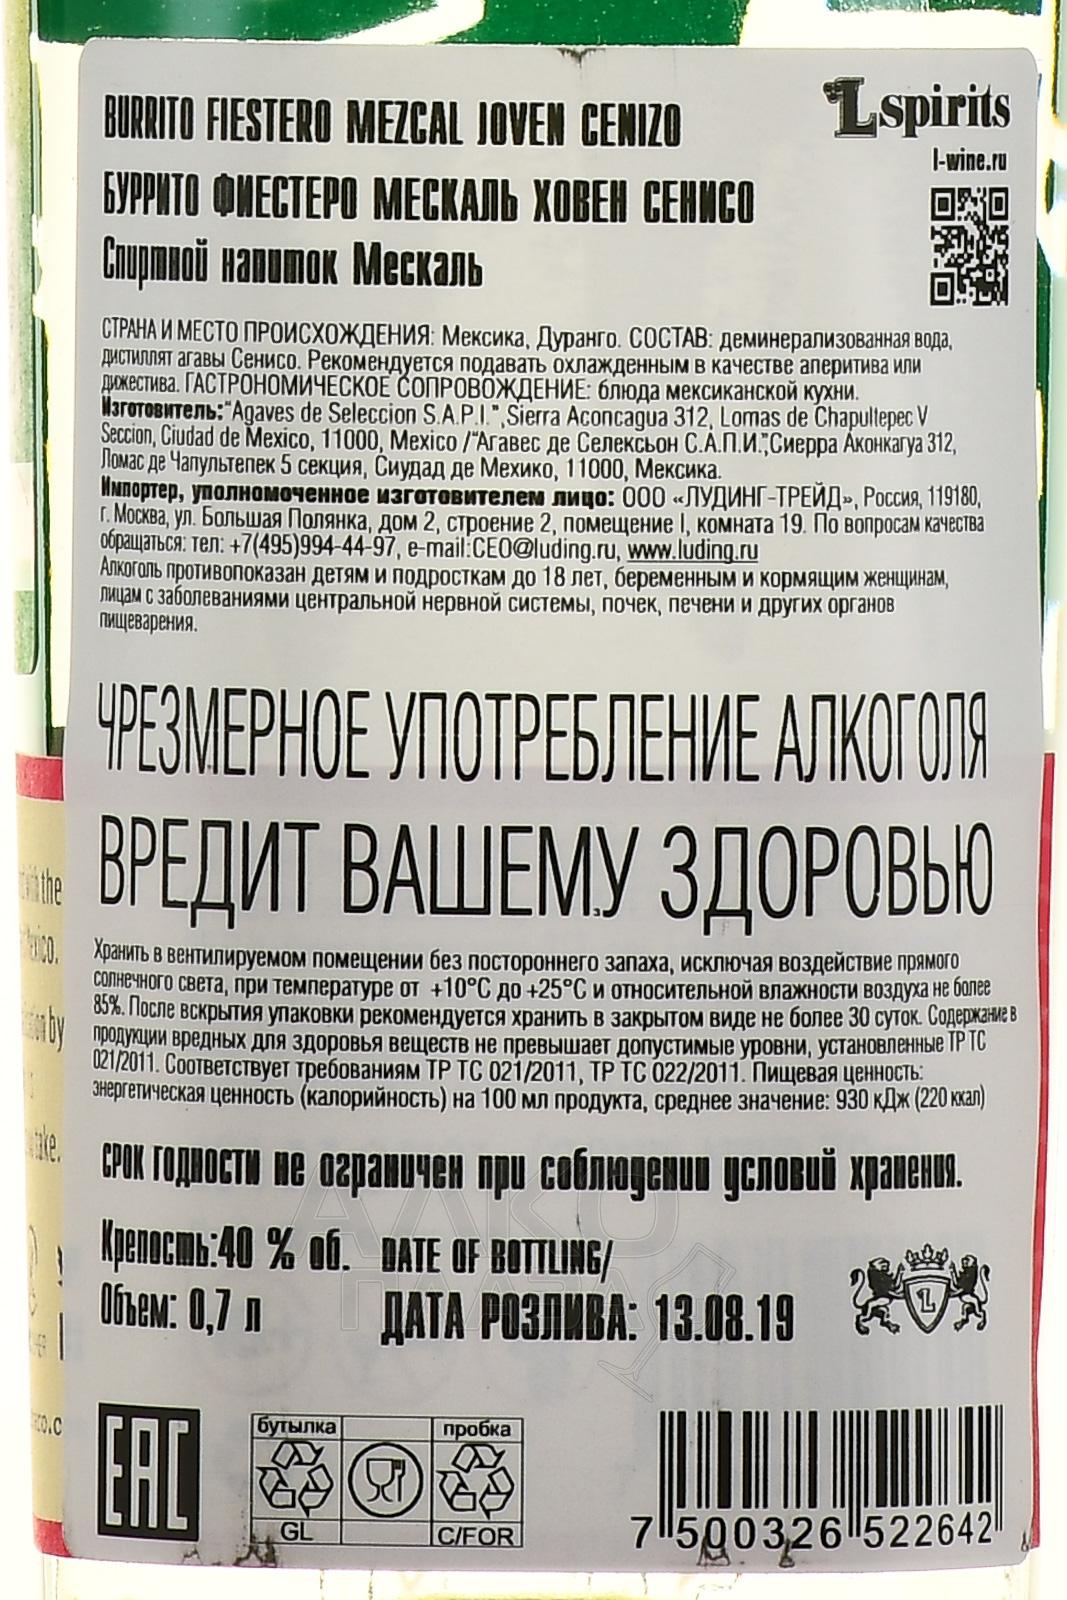 BURRITO FIESTERO MEZCAL JOVEN CENIZO
Lspirits
l-wine.ru
БУРРИТО ФИЕСТЕРО МЕСКАЛЬ ХОВЕН СЕНИСО
Спиртной напиток Мескаль
СТРАНА И МЕСТО ПРОИСХОЖДЕНИЯ: Мексика, Дуранго. СОСТАВ: деминерализованная вода,
дистиллят агавы Сенисо. Рекомендуется подавать охлажденным в качестве аперитива или
дижестива. ГАСТРОНОМИЧЕСКОЕ СОПРОВОЖДЕНИЕ: блюда мексиканской кухни.
Изготовитель:"Agaves de Seleccion S.A.P.I.",Sierra Aconcagua 312, Lomas de Chapultepec V
Seccion, Ciudad de Mexico, 11000, Mexico /"Агавес де Селексьон С.А.П.И.",Сиерра Аконкагуа 312,
Ломас де Чапультепек 5 секция, Сиудад де Мехико, 11000, Мексика.
Импортер, уполномоченное изготовителем лицо: ООО «ЛУДИНГ-ТРЕЙД», Россия, 119180,
г. Москва, ул. Большая Полянка, дом 2, строение 2, помещение I, комната 19. По вопросам качества
обращаться: тел: +7(495)994-44-97, e-mail:CEO@luding.ru, www.luding.ru
Алкоголь противопоказан детям и подросткам до 18 лет, беременным и кормящим женщинам,
лицам с заболеваниями центральной нервной системы, почек, печени и других органов
пищеварения.
ЧРЕЗМЕРНОЕ УПОТРЕБЛЕНИЕ АЛКОГОЛЯ
ВРЕДИТ ВАШЕМУ ЗДОРОВЬЮ
Хранить в вентилируемом помещении без постороннего запаха, исключая воздействие прямого
солнечного света, при температуре от +10°С до +25°С и относительной влажности воздуха не более
85%. После вскрытия упаковки рекомендуется хранить в закрытом виде не более 30 суток. Содержание в
продукции вредных для здоровья веществ не превышает допустимые уровни, установленные ТР ТС
021/2011. Соответствует требованиям ТР ТС 021/2011, ТР ТС 022/2011. Пищевая ценность:
энергетическая ценность (калорийность) на 100 мл продукта, среднее значение: 930 кДж (220 ккал)
СРОК ГОДНОСТИ НЕ ОГРАНИЧЕН ПРИ СОБЛЮДЕНИИ УСЛОВИЙ ХРАНЕНИЯ.
Крепость:40 % об.
Объем: 0,7 л
DATE OF BOTTLING/
ДАТА РОЗЛИВА: 13.08.19
L
АЛКО
ПЛАЗА
EAC
бутылка
пробка
GL
C/FOR
7 500326 522642
the
by
take.